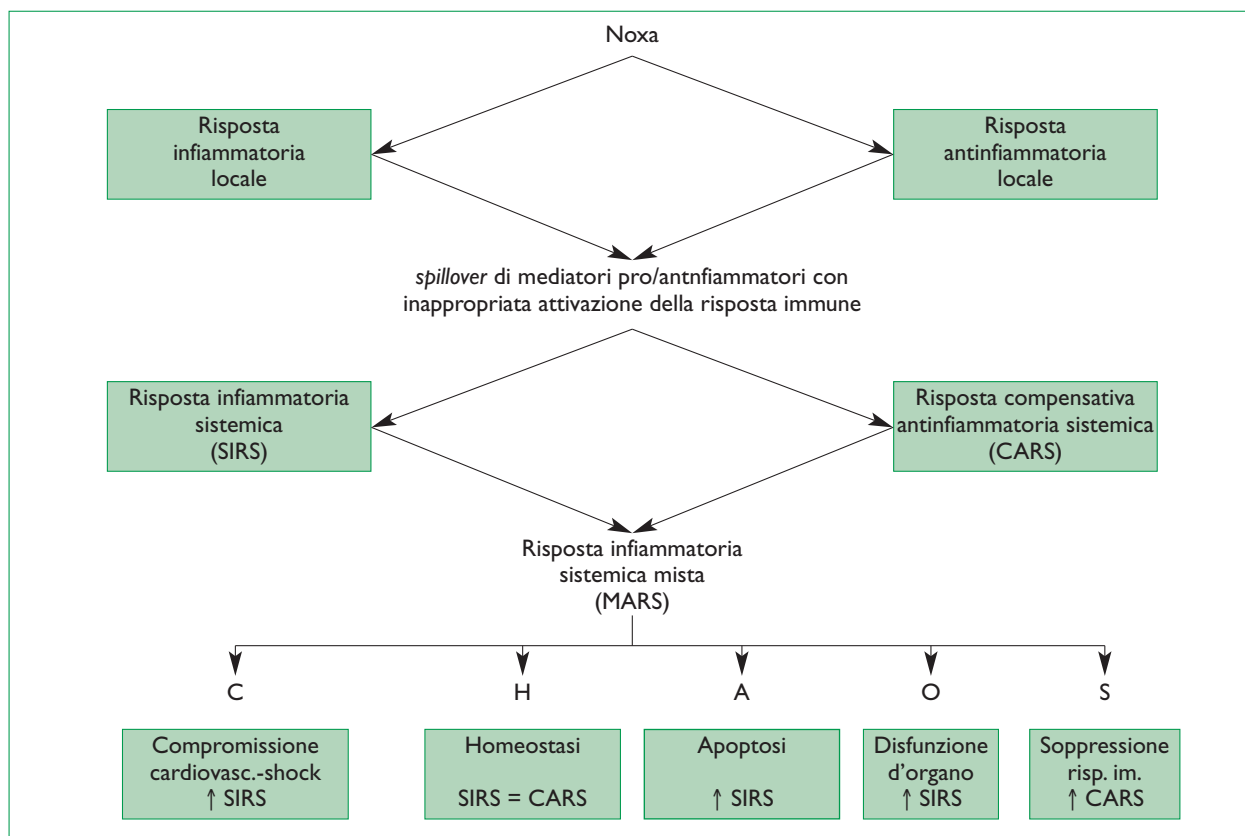 Noxa
Risposta
infiammatoria
locale
Risposta
antinfiammatoria
locale
spillover di mediatori pro/antnfiammatori con
inappropriata attivazione della risposta immune
Risposta infiammatoria
sistemica
(SIRS)
Risposta compensativa
antinfiammatoria sistemica
(CARS)
Risposta infiammatoria
sistemica mista
(MARS)
C
H
A
O
S
Compromissione
cardiovasc.-shock
↑ SIRS
Homeostasi
SIRS = CARS
Apoptosi
↑ SIRS
Disfunzione
d'organo
↑ SIRS
Soppressione
risp. im.
↑ CARS